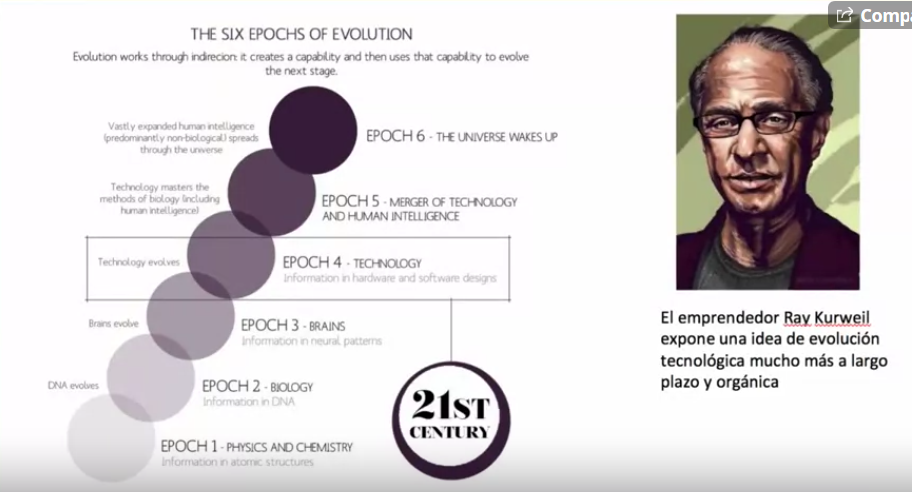 Compa
THE SIX EPOCHS OF EVOLUTION
Evolution works through indirecion: it creates a capability and then uses that capability to evolve
the next stage.
Vastly expanded human intelligence
(predominantly non-biological) spreads
through the universe
EPOCH 6 - THE UNIVERSE WAKES UP
Technology masters the
methods of biology (including
human intelligence)
EPOCH 5 - MERGER OF TECHNOLOGY
AND HUMAN INTELLIGENCE
Technology evolves
EPOCH 4 - TECHNOLOGY
Information in hardware and software designs
Brains evolve
EPOCH 3 - BRAINS
Information in neural patterns
DNA evolves
EPOCH 2 - BIOLOGY
Information in DNA
EPOCH 1 - PHYSICS AND CHEMISTRY
Information in atomic structures
21ST
CENTURY
El emprendedor Ray Kurweil
expone una idea de evolución
tecnológica mucho más a largo
plazo y orgánica